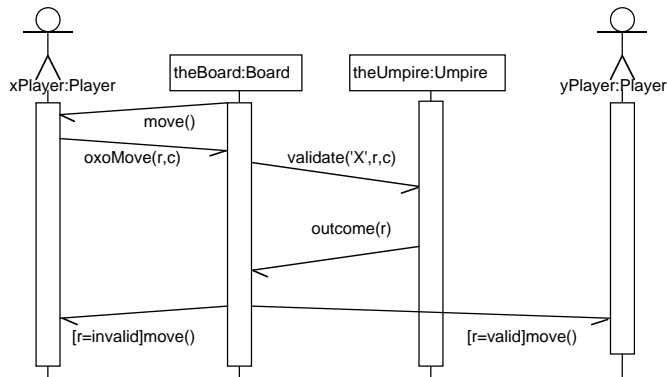 xPlayer:Player
theBoard:Board
theUmpire:Umpire
yPlayer:Player
move()
oxoMove(r,c)
validate('X',r,c)
outcome(r)
[r=invalid]move()
[r=valid]move()